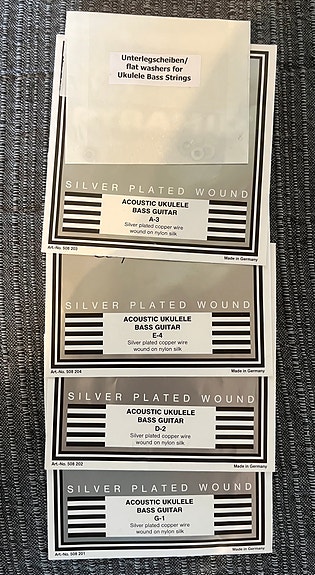 Unterlegscheiben/
flat washers for
Ukulele Bass Strings
SILVER PLATED WOUND
ACOUSTIC UKULELE
BASS GUITAR
A-3
Silver plated copper wire
wound on nylon silk
Art.-No. 508 203 Made in Germany
SILVER PLATED WOUND
ACOUSTIC UKULELE
BASS GUITAR
E-4
Silver plated copper wire
wound on nylon silk
Art.-No. 508 204 Made in Germany
SILVER PLATED WOUND
ACOUSTIC UKULELE
BASS GUITAR
D-2
Silver plated copper wire
wound on nylon silk
Art.-No. 508 202 Made in Germany
SILVER PLATED WOUND
ACOUSTIC UKULELE
BASS GUITAR
G-1
Silver plated copper wire
wound on nylon silk
Art.-No. 508 201 Made in Germany